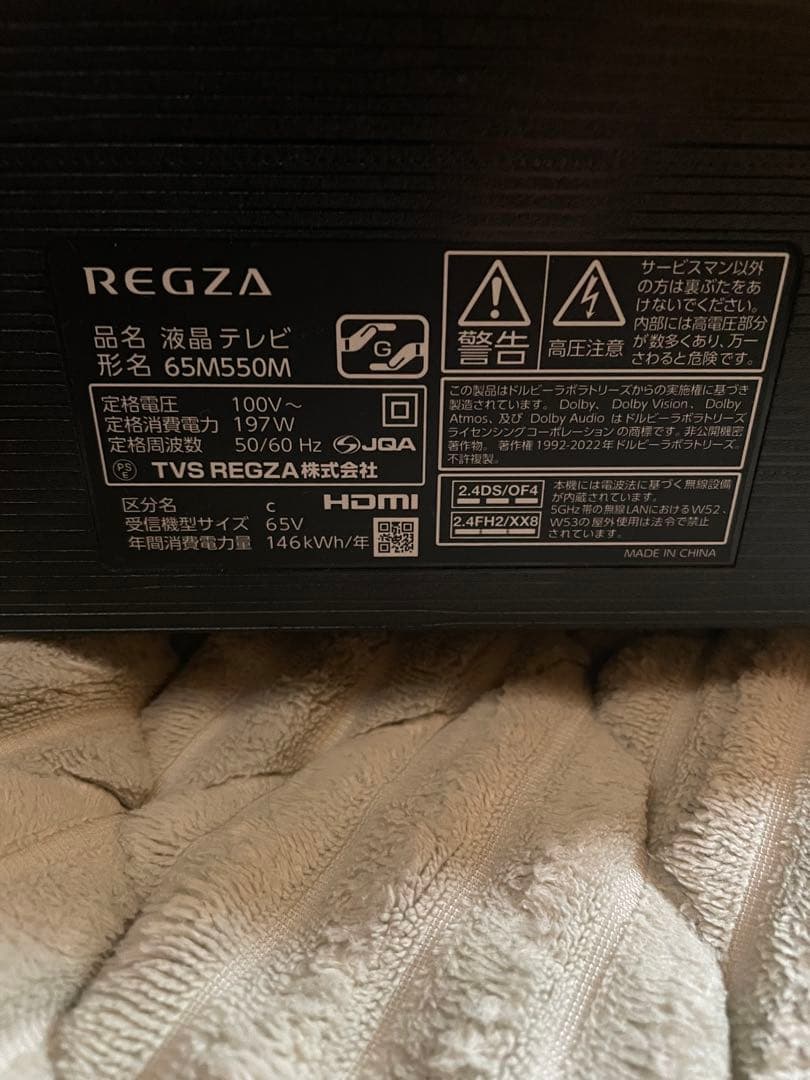 REGZA
品名 液晶テレビ
形名 65M550M
G
定格電圧 100V～
定格消費電力 197W
定格周波数 50/60 Hz JQA
PSE TVS REGZA株式会社
区分名 c HDMI
受信機型サイズ 65V
年間消費電力量 146kWh/年
警告
高圧注意
サービスマン以外
の方は裏ぶたをあ
けないでください。
内部には高電圧部分
が数多くあり、万一
さわると危険です。
この製品はドルビーラボラトリーズからの実施権に基づき
製造されています。Dolby、Dolby Vision、Dolby
Atmos、及び Dolby Audio はドルビーラボラトリーズ
ライセンシングコーポレーションの商標です。非公開機密
著作物。著作権 1992-2022年ドルビーラボラトリーズ。
不許複製。
2.4DS/OF4
2.4FH2/XX8
本機には電波法に基づく無線設備
が内蔵されています。
5GHz帯の無線LANにおけるW52、
W53の屋外使用は法令で禁止
されています。
MADE IN CHINA